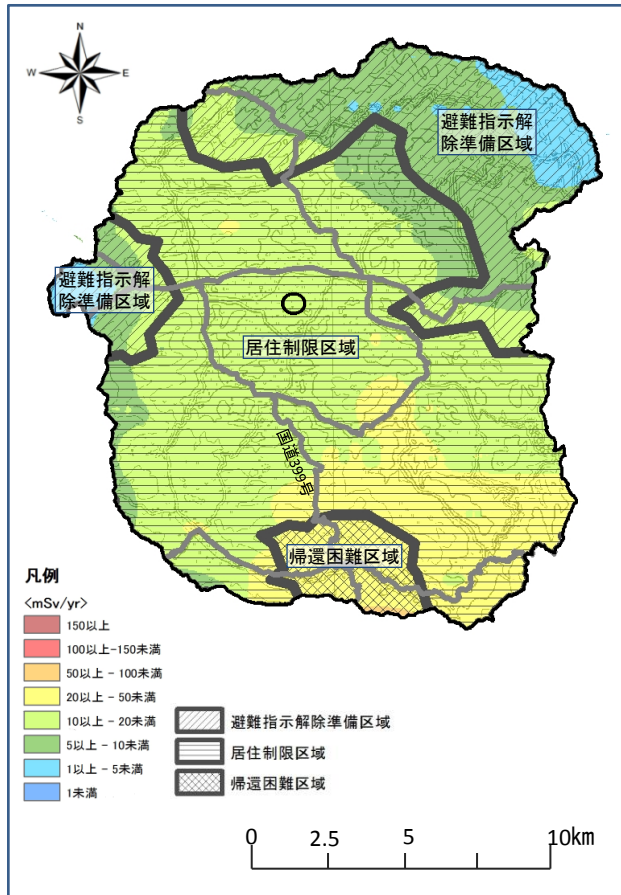 N
W
E
S
避難指示解
除準備区域
避難指示解
除準備区域
居住制限区域
国道399号
帰還困難区域
凡例
<mSv/yr>
150以上
100以上-150未満
50以上 - 100未満
20以上 - 50未満
10以上 - 20未満
5以上 - 10未満
1以上 - 5未満
1未満
避難指示解除準備区域
居住制限区域
帰還困難区域
0 2.5 5 10km